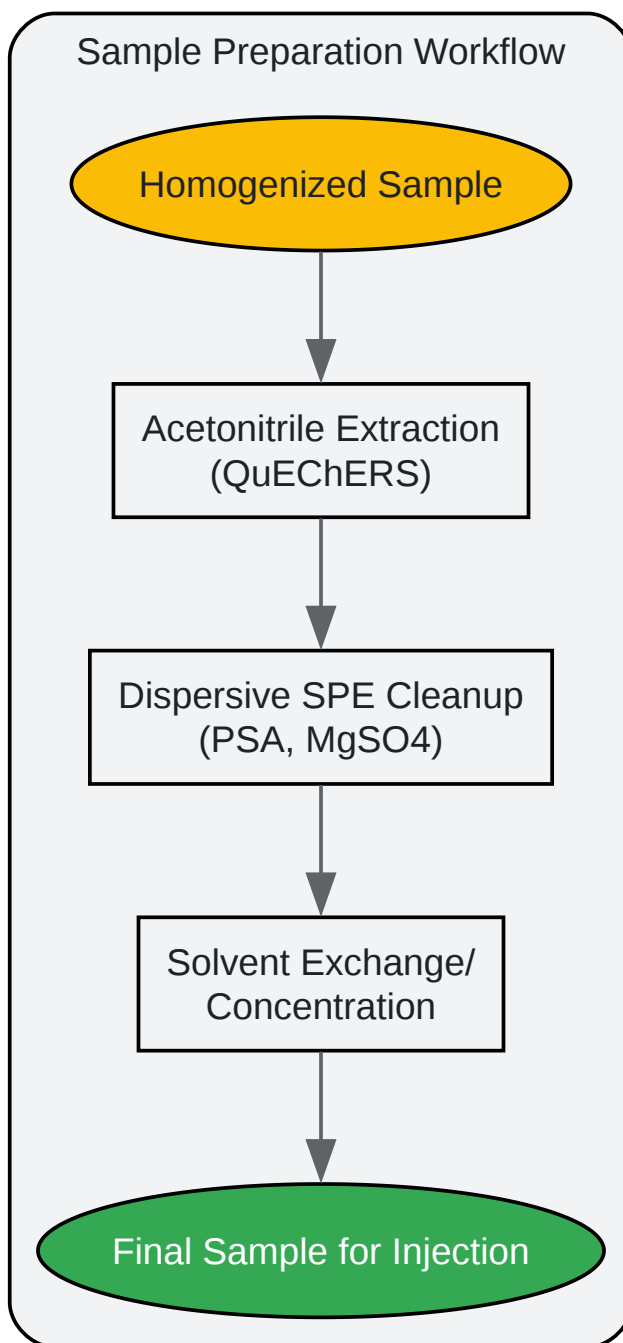 Sample Preparation Workflow
Homogenized Sample
Acetonitrile Extraction
(QuEChERS)
Dispersive SPE Cleanup
(PSA, MgSO4)
Solvent Exchange/
Concentration
Final Sample for Injection